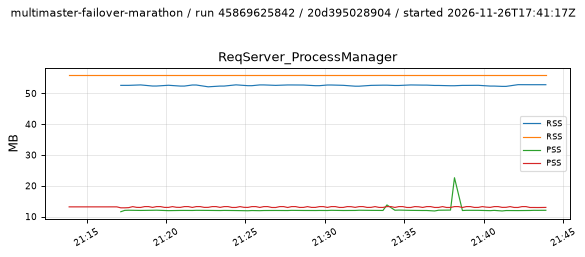 multimaster-failover-marathon / run 45869625842 / 20d395028904 / started 2026-11-26T17:41:17Z
ReqServer_ProcessManager
MB
50
40
30
20
10
RSS
RSS
PSS
PSS
21:15
21:20
21:25
21:30
21:35
21:40
21:45